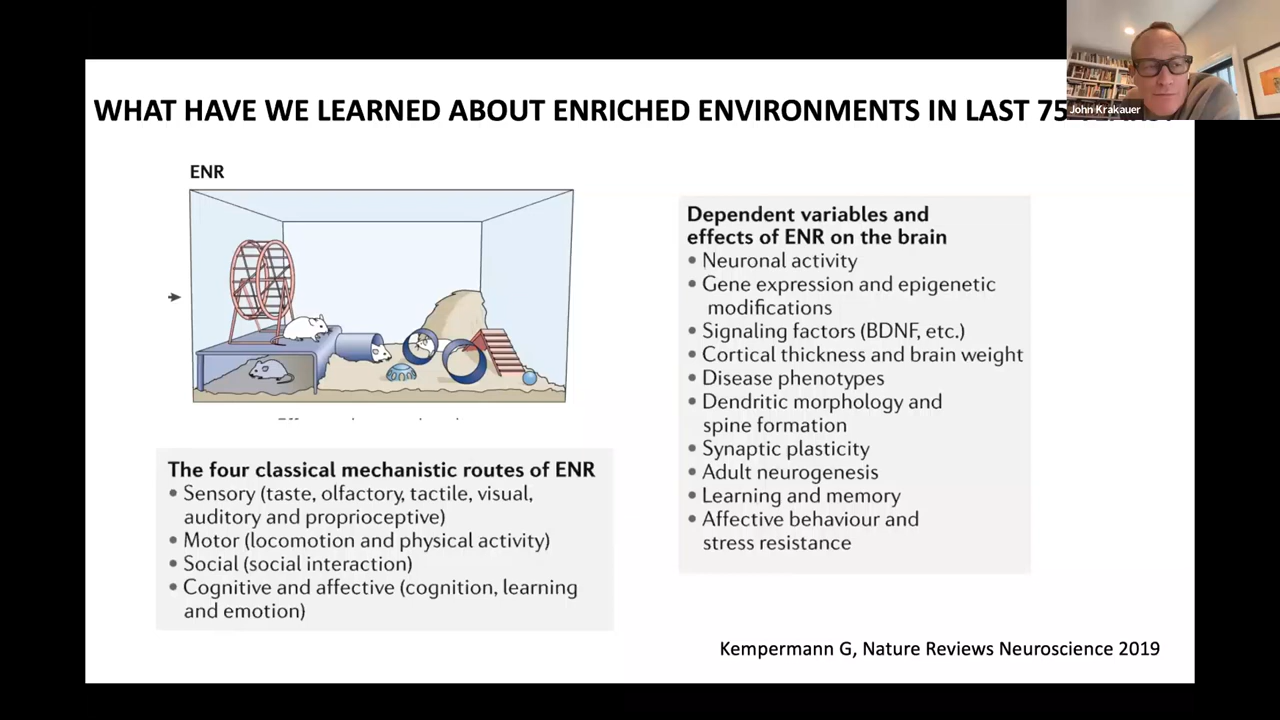 WHAT HAVE WE LEARNED ABOUT ENRICHED ENVIRONMENTS IN LAST 75
John Krakauer
ENR
The four classical mechanistic routes of ENR
• Sensory (taste, olfactory, tactile, visual,
auditory and proprioceptive)
• Motor (locomotion and physical activity)
• Social (social interaction)
• Cognitive and affective (cognition, learning
and emotion)
Dependent variables and
effects of ENR on the brain
• Neuronal activity
• Gene expression and epigenetic
modifications
• Signaling factors (BDNF, etc.)
• Cortical thickness and brain weight
• Disease phenotypes
• Dendritic morphology and
spine formation
• Synaptic plasticity
• Adult neurogenesis
• Learning and memory
• Affective behaviour and
stress resistance
Kempermann G, Nature Reviews Neuroscience 2019